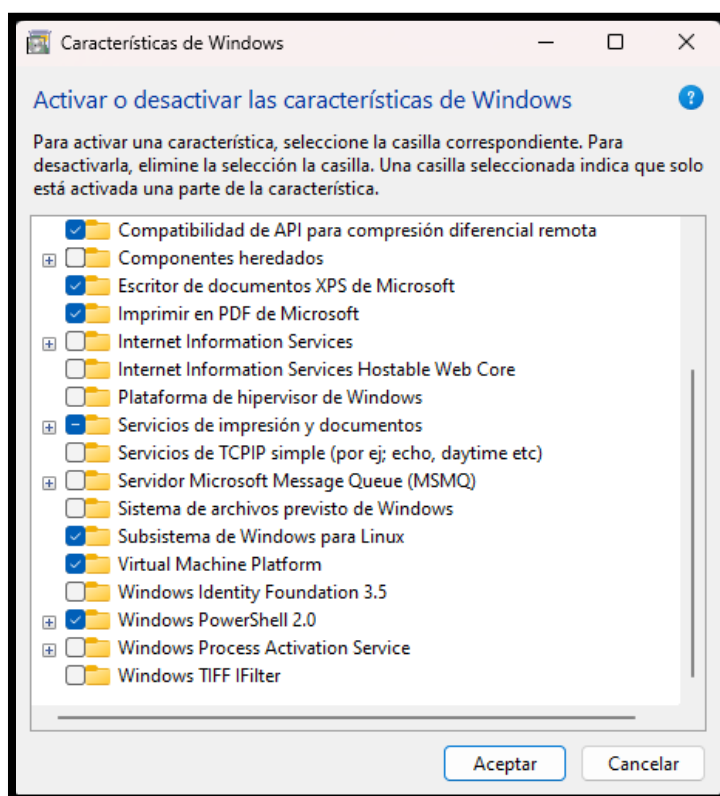 Características de Windows
Activar o desactivar las características de Windows
?
Para activar una característica, seleccione la casilla correspondiente. Para
desactivarla, elimine la selección la casilla. Una casilla seleccionada indica que solo
está activada una parte de la característica.
Compatibilidad de API para compresión diferencial remota
Componentes heredados
Escritor de documentos XPS de Microsoft
Imprimir en PDF de Microsoft
Internet Information Services
Internet Information Services Hostable Web Core
Plataforma de hipervisor de Windows
Servicios de impresión y documentos
Servicios de TCPIP simple (por ej; echo, daytime etc)
Servidor Microsoft Message Queue (MSMQ)
Sistema de archivos previsto de Windows
Subsistema de Windows para Linux
Virtual Machine Platform
Windows Identity Foundation 3.5
Windows PowerShell 2.0
Windows Process Activation Service
Windows TIFF IFilter
Aceptar
Cancelar